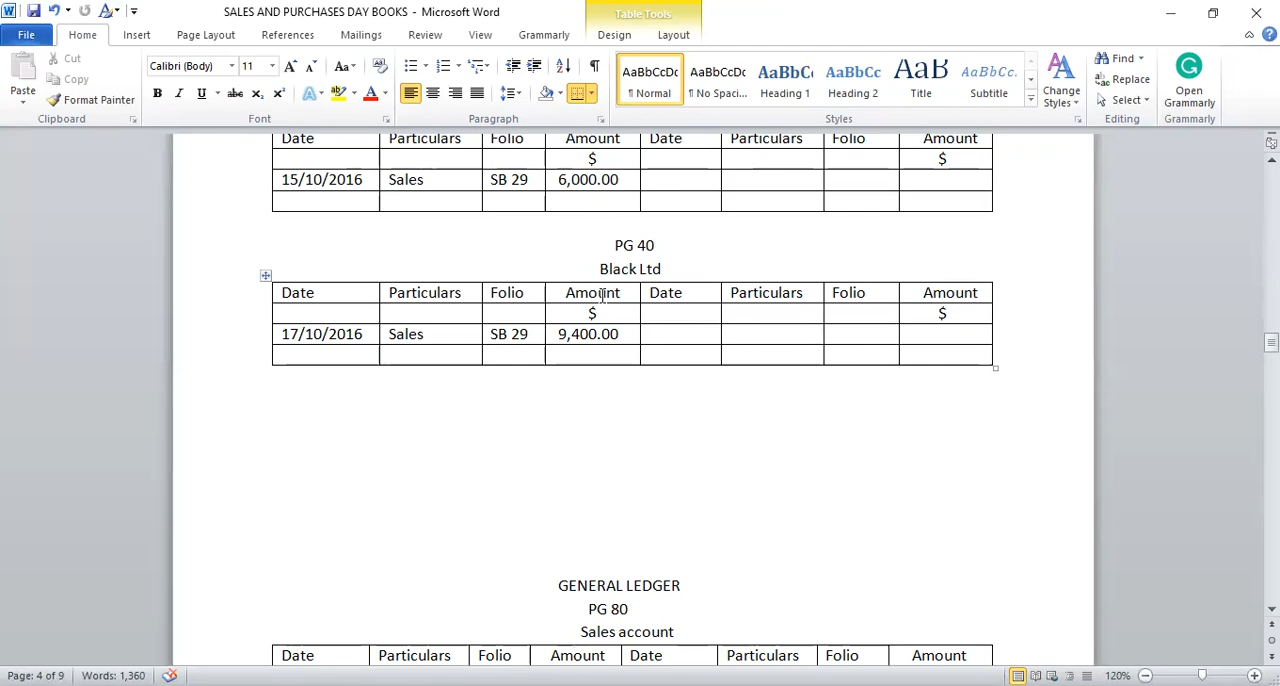 SALES AND PURCHASES DAY BOOKS - Microsoft Word
Table Tools
File Home Insert Page Layout References Mailings Review View Grammarly Design Layout
Paste
Cut
Copy
Format Painter
Clipboard
Calibri (Body) 11
Font
Paragraph
AaBbCcDc AaBbCcDc AaBbC AaBbCc AaB AaBbCc.
¶ Normal ¶ No Spaci... Heading 1 Heading 2 Title Subtitle
Change Styles
Styles
Find
Replace
Select
Editing
Open Grammarly
Grammarly
Date Particulars Folio Amount Date Particulars Folio Amount
$ $
15/10/2016 Sales SB 29 6,000.00
PG 40
Black Ltd
Date Particulars Folio Amount Date Particulars Folio Amount
$ $
17/10/2016 Sales SB 29 9,400.00
GENERAL LEDGER
PG 80
Sales account
Date Particulars Folio Amount Date Particulars Folio Amount
Page: 4 of 9 Words: 1,360 120%